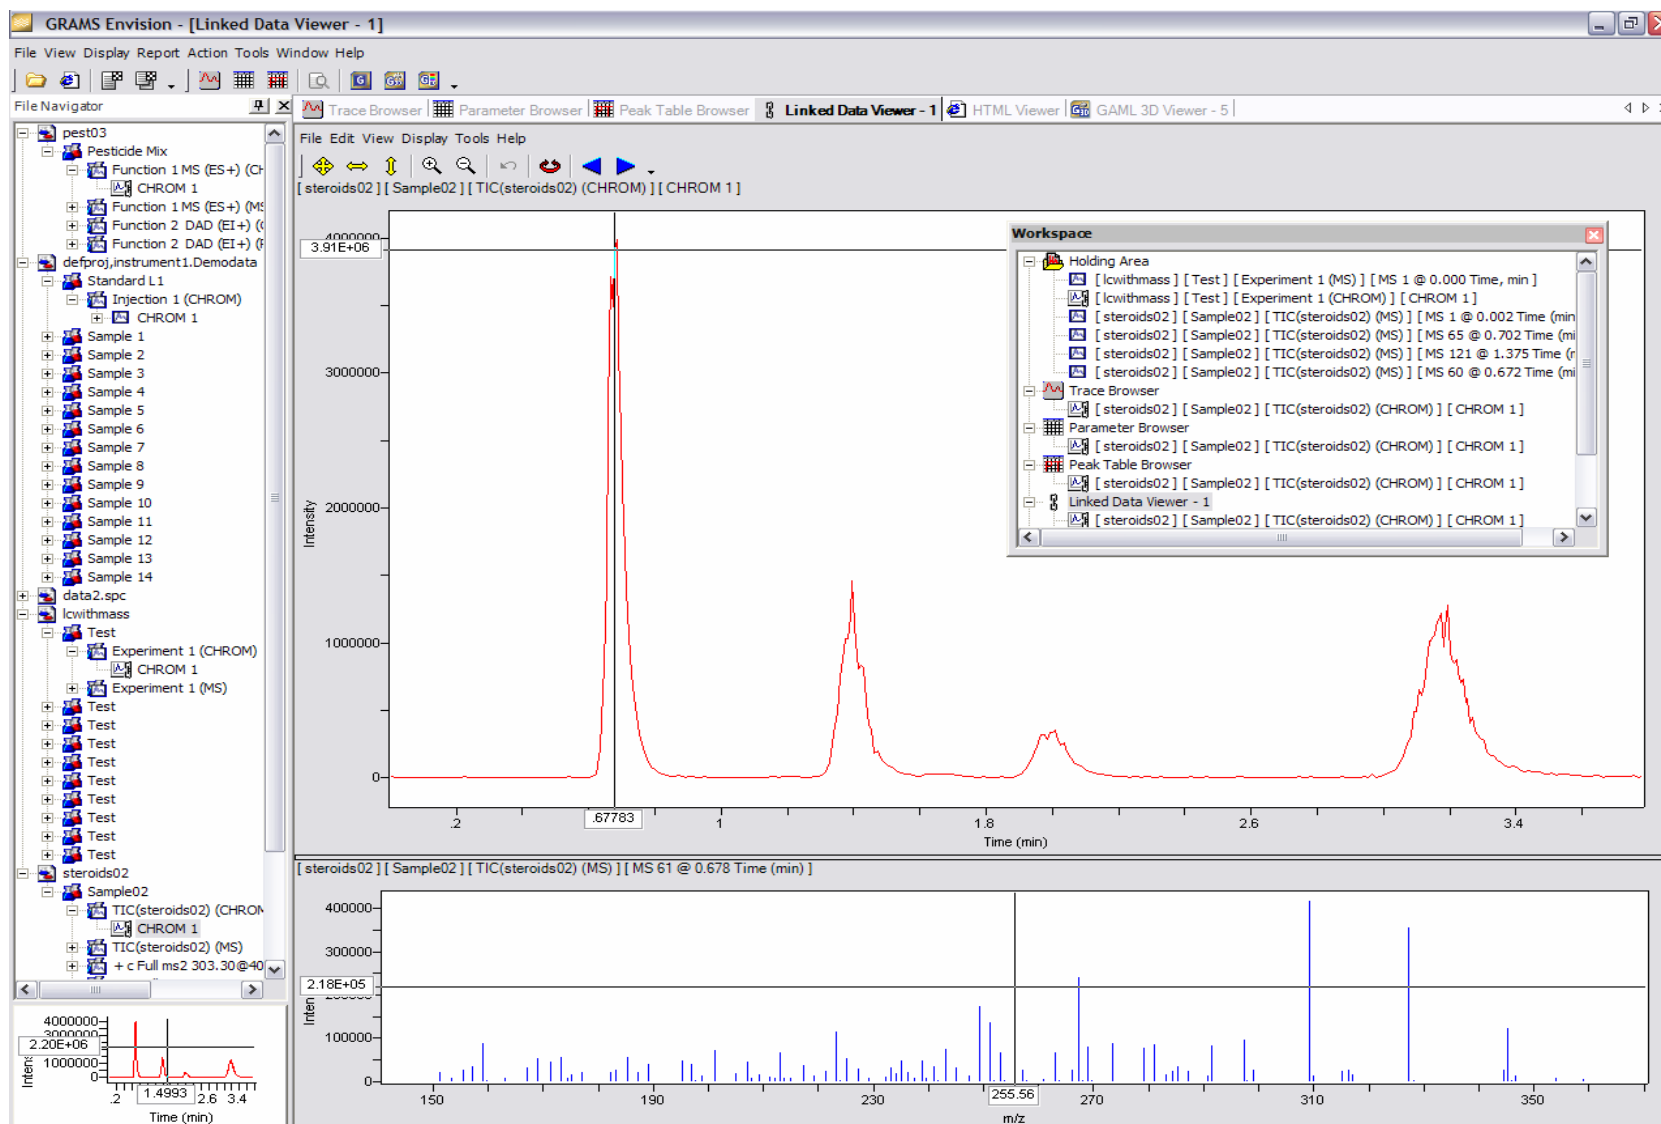 GRAMS Envision - [Linked Data Viewer - 1]
File View Display Report Action Tools Window Help
File Navigator
pest03
Pesticide Mix
Function 1 MS (ES+) (CH
CHROM 1
Function 1 MS (ES+) (MS
Function 2 DAD (EI+) (
Function 2 DAD (EI+) (
defproj,instrument1.Demodata
Standard L1
Injection 1 (CHROM)
CHROM 1
Sample 1
Sample 2
Sample 3
Sample 4
Sample 5
Sample 6
Sample 7
Sample 8
Sample 9
Sample 10
Sample 11
Sample 12
Sample 13
Sample 14
data2.spc
lcwithmass
Test
Experiment 1 (CHROM)
CHROM 1
Experiment 1 (MS)
Test
Test
Test
Test
Test
Test
Test
Test
Test
steroids02
Sample02
TIC(steroids02) (CHROM
CHROM 1
TIC(steroids02) (MS)
+ c Full ms2 303.30@40
4000000
3000000
2.20E+06
1000000
0
Inten
.2 1.4993 2.6 3.4
Time (min)
Trace Browser Parameter Browser Peak Table Browser Linked Data Viewer - 1 HTML Viewer GAML 3D Viewer - 5
File Edit View Display Tools Help
[ steroids02 ] [ Sample02 ] [ TIC(steroids02) (CHROM) ] [ CHROM 1 ]
4000000
3.91E+06
3000000
2000000
1000000
0
Intensity
.2 .67783 1 1.8 2.6 3.4
Time (min)
Workspace
Holding Area
[ lcwithmass ] [ Test ] [ Experiment 1 (MS) ] [ MS 1 @ 0.000 Time, min ]
[ lcwithmass ] [ Test ] [ Experiment 1 (CHROM) ] [ CHROM 1 ]
[ steroids02 ] [ Sample02 ] [ TIC(steroids02) (MS) ] [ MS 1 @ 0.002 Time (min
[ steroids02 ] [ Sample02 ] [ TIC(steroids02) (MS) ] [ MS 65 @ 0.702 Time (mi
[ steroids02 ] [ Sample02 ] [ TIC(steroids02) (MS) ] [ MS 121 @ 1.375 Time (
[ steroids02 ] [ Sample02 ] [ TIC(steroids02) (MS) ] [ MS 60 @ 0.672 Time (mi
Trace Browser
[ steroids02 ] [ Sample02 ] [ TIC(steroids02) (CHROM) ] [ CHROM 1 ]
Parameter Browser
[ steroids02 ] [ Sample02 ] [ TIC(steroids02) (CHROM) ] [ CHROM 1 ]
Peak Table Browser
[ steroids02 ] [ Sample02 ] [ TIC(steroids02) (CHROM) ] [ CHROM 1 ]
Linked Data Viewer - 1
[ steroids02 ] [ Sample02 ] [ TIC(steroids02) (CHROM) ] [ CHROM 1 ]
[ steroids02 ] [ Sample02 ] [ TIC(steroids02) (MS) ] [ MS 61 @ 0.678 Time (min) ]
400000
300000
2.18E+05
200000
100000
0
Inten
150 190 230 255.56 270 310 350
m/z